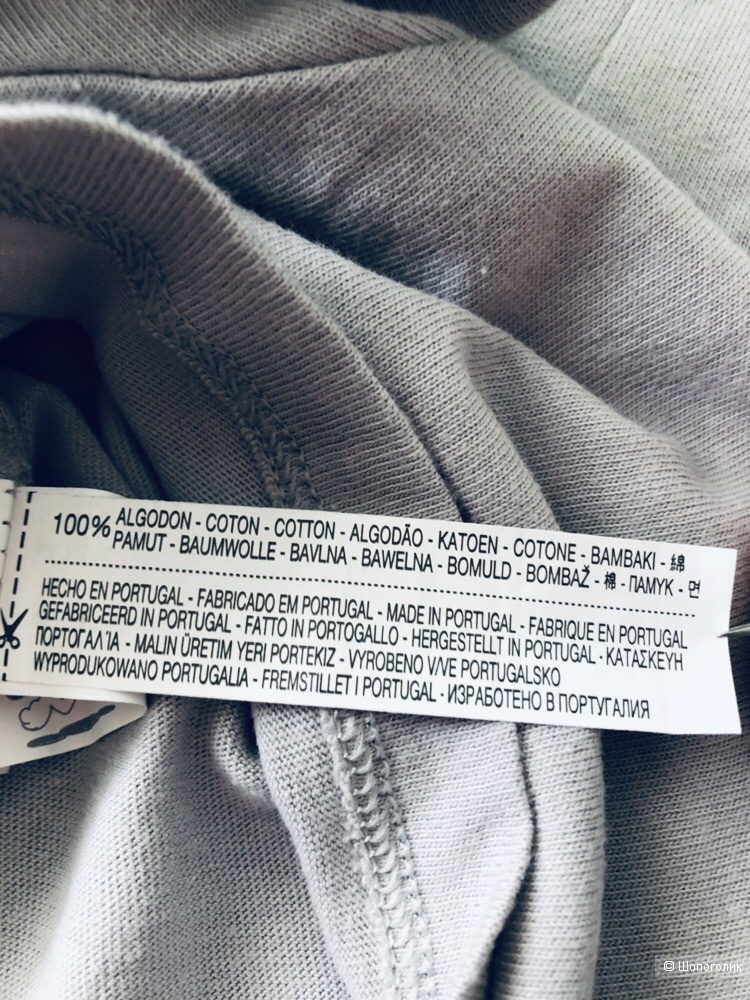 100% ALGODON - COTON - COTTON - ALGODÃO - KATOEN - COTONE - BAMBAKI - 綿
PAMUT - BAUMWOLLE - BAVLNA - BAWELNA - BOMULD - BOMBAŽ - 棉 - ПАМУК - 면
HECHO EN PORTUGAL - FABRICADO EM PORTUGAL - MADE IN PORTUGAL - FABRIQUE EN PORTUGAL
GEFABRICEERD IN PORTUGAL - FATTO IN PORTOGALLO - HERGESTELLT IN PORTUGAL - ΚΑΤΑΣΚΕΥΗ
ΠΟΡΤΟΓΑΛΊΑ - MALIN ÜRETIM YERI PORTEKIZ - VYROBENO V/VE PORTUGALSKO
WYPRODUKOWANO PORTUGALIA - FREMSTILLET I PORTUGAL - ИЗРАБОТЕНО В ПОРТУГАЛИЯ
© Шопоголик